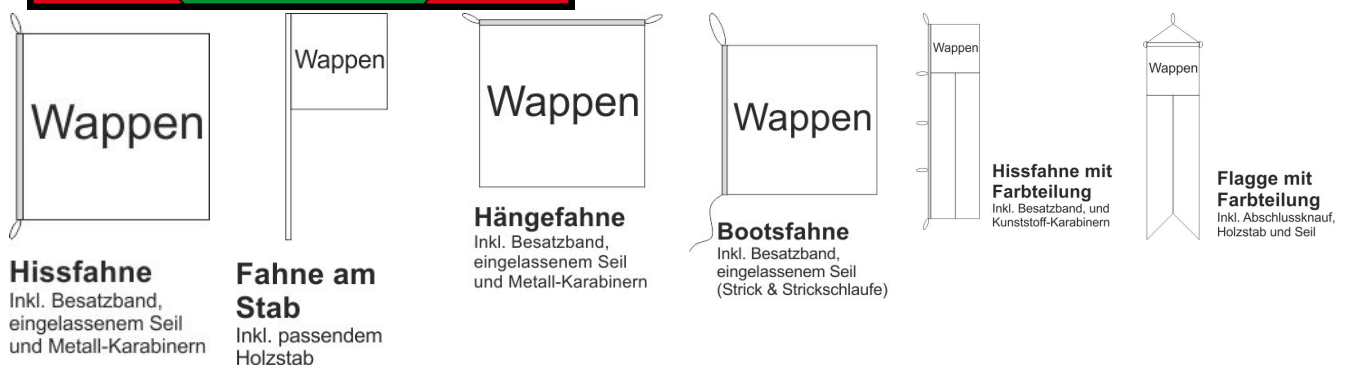 Wappen
Hissfahne
Inkl. Besatzband,
eingelassenem Seil
und Metall-Karabinern
Wappen
Fahne am
Stab
Inkl. passendem
Holzstab
Wappen
Hängefahne
Inkl. Besatzband,
eingelassenem Seil
und Metall-Karabinern
Wappen
Bootsfahne
Inkl. Besatzband,
eingelassenem Seil
(Strick & Strickschlaufe)
Wappen
Hissfahne mit
Farbteilung
Inkl. Besatzband, und
Kunststoff-Karabinern
Wappen
Flagge mit
Farbteilung
Inkl. Abschlussknauf,
Holzstab und Seil